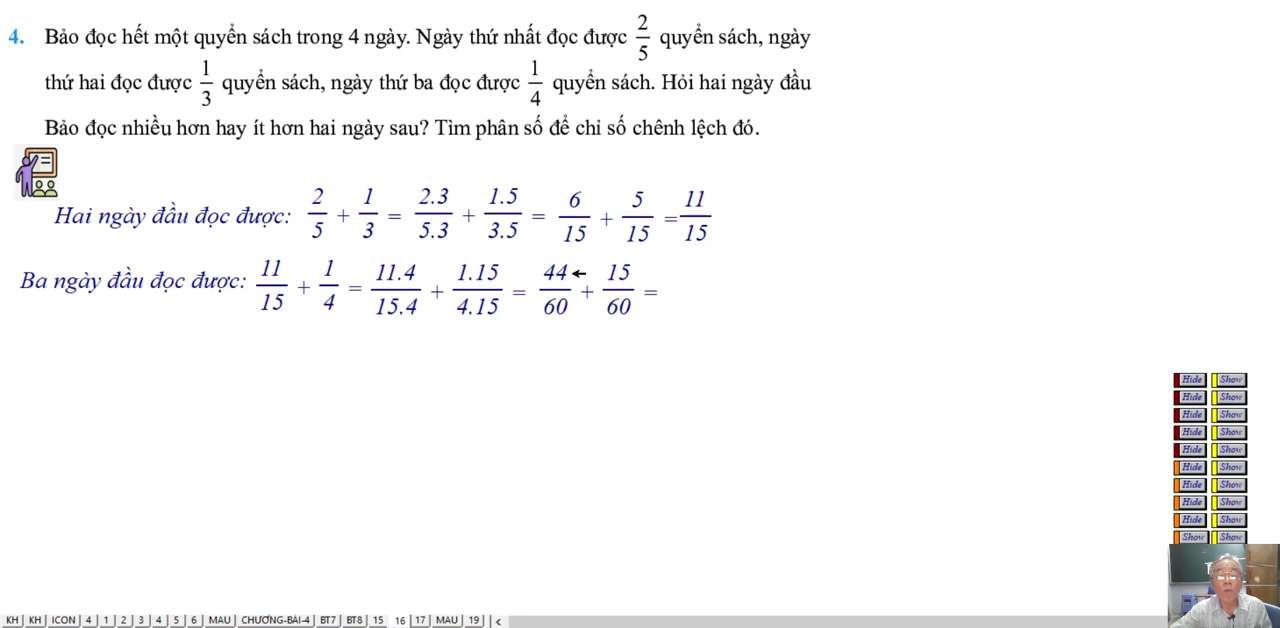 4. Bảo đọc hết một quyển sách trong 4 ngày. Ngày thứ nhất đọc được 2/5 quyển sách, ngày
thứ hai đọc được 1/3 quyển sách, ngày thứ ba đọc được 1/4 quyển sách. Hỏi hai ngày đầu
Bảo đọc nhiều hơn hay ít hơn hai ngày sau? Tìm phân số để chỉ số chênh lệch đó.
Hai ngày đầu đọc được: 2/5 + 1/3 = 2.3/5.3 + 1.5/3.5 = 6/15 + 5/15 = 11/15
Ba ngày đầu đọc được: 11/15 + 1/4 = 11.4/15.4 + 1.15/4.15 = 44/60 + 15/60 =
Hide Show
Hide Show
Hide Show
Hide Show
Hide Show
Hide Show
Hide Show
Hide Show
Hide Show
Show Show
KH KH ICON 4 1 2 3 4 5 6 MAU CHƯƠNG-BÀI-4 BT7 BT8 15 16 17 MAU 19